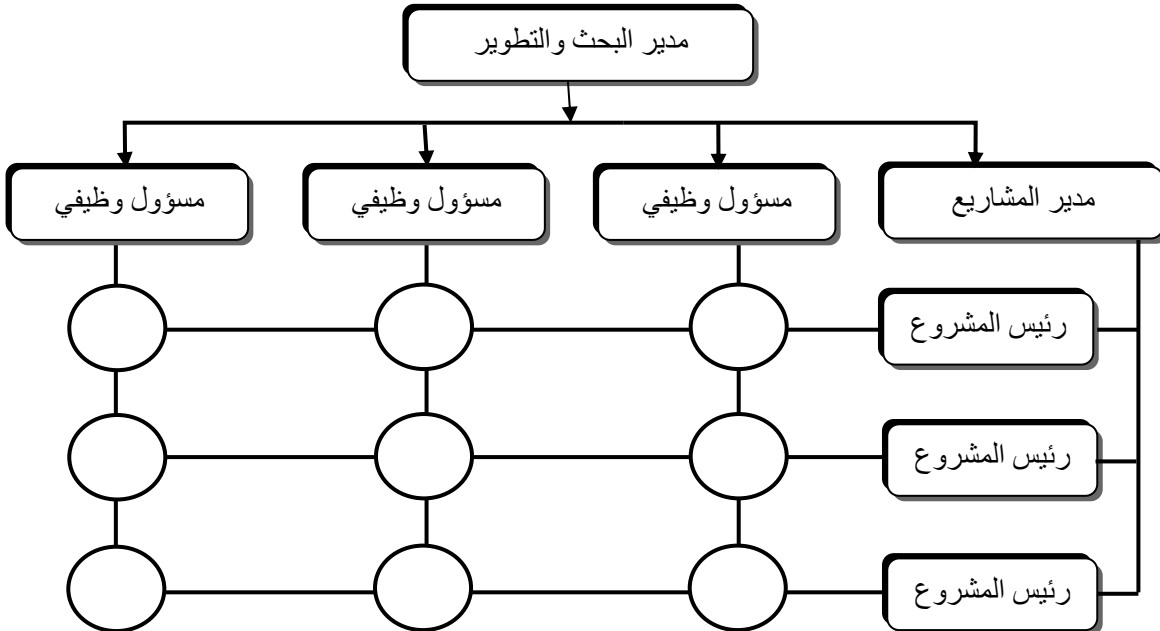 مدير البحث والتطوير
مدير المشاريع
مسؤول وظيفي
مسؤول وظيفي
مسؤول وظيفي
رئيس المشروع
رئيس المشروع
رئيس المشروع